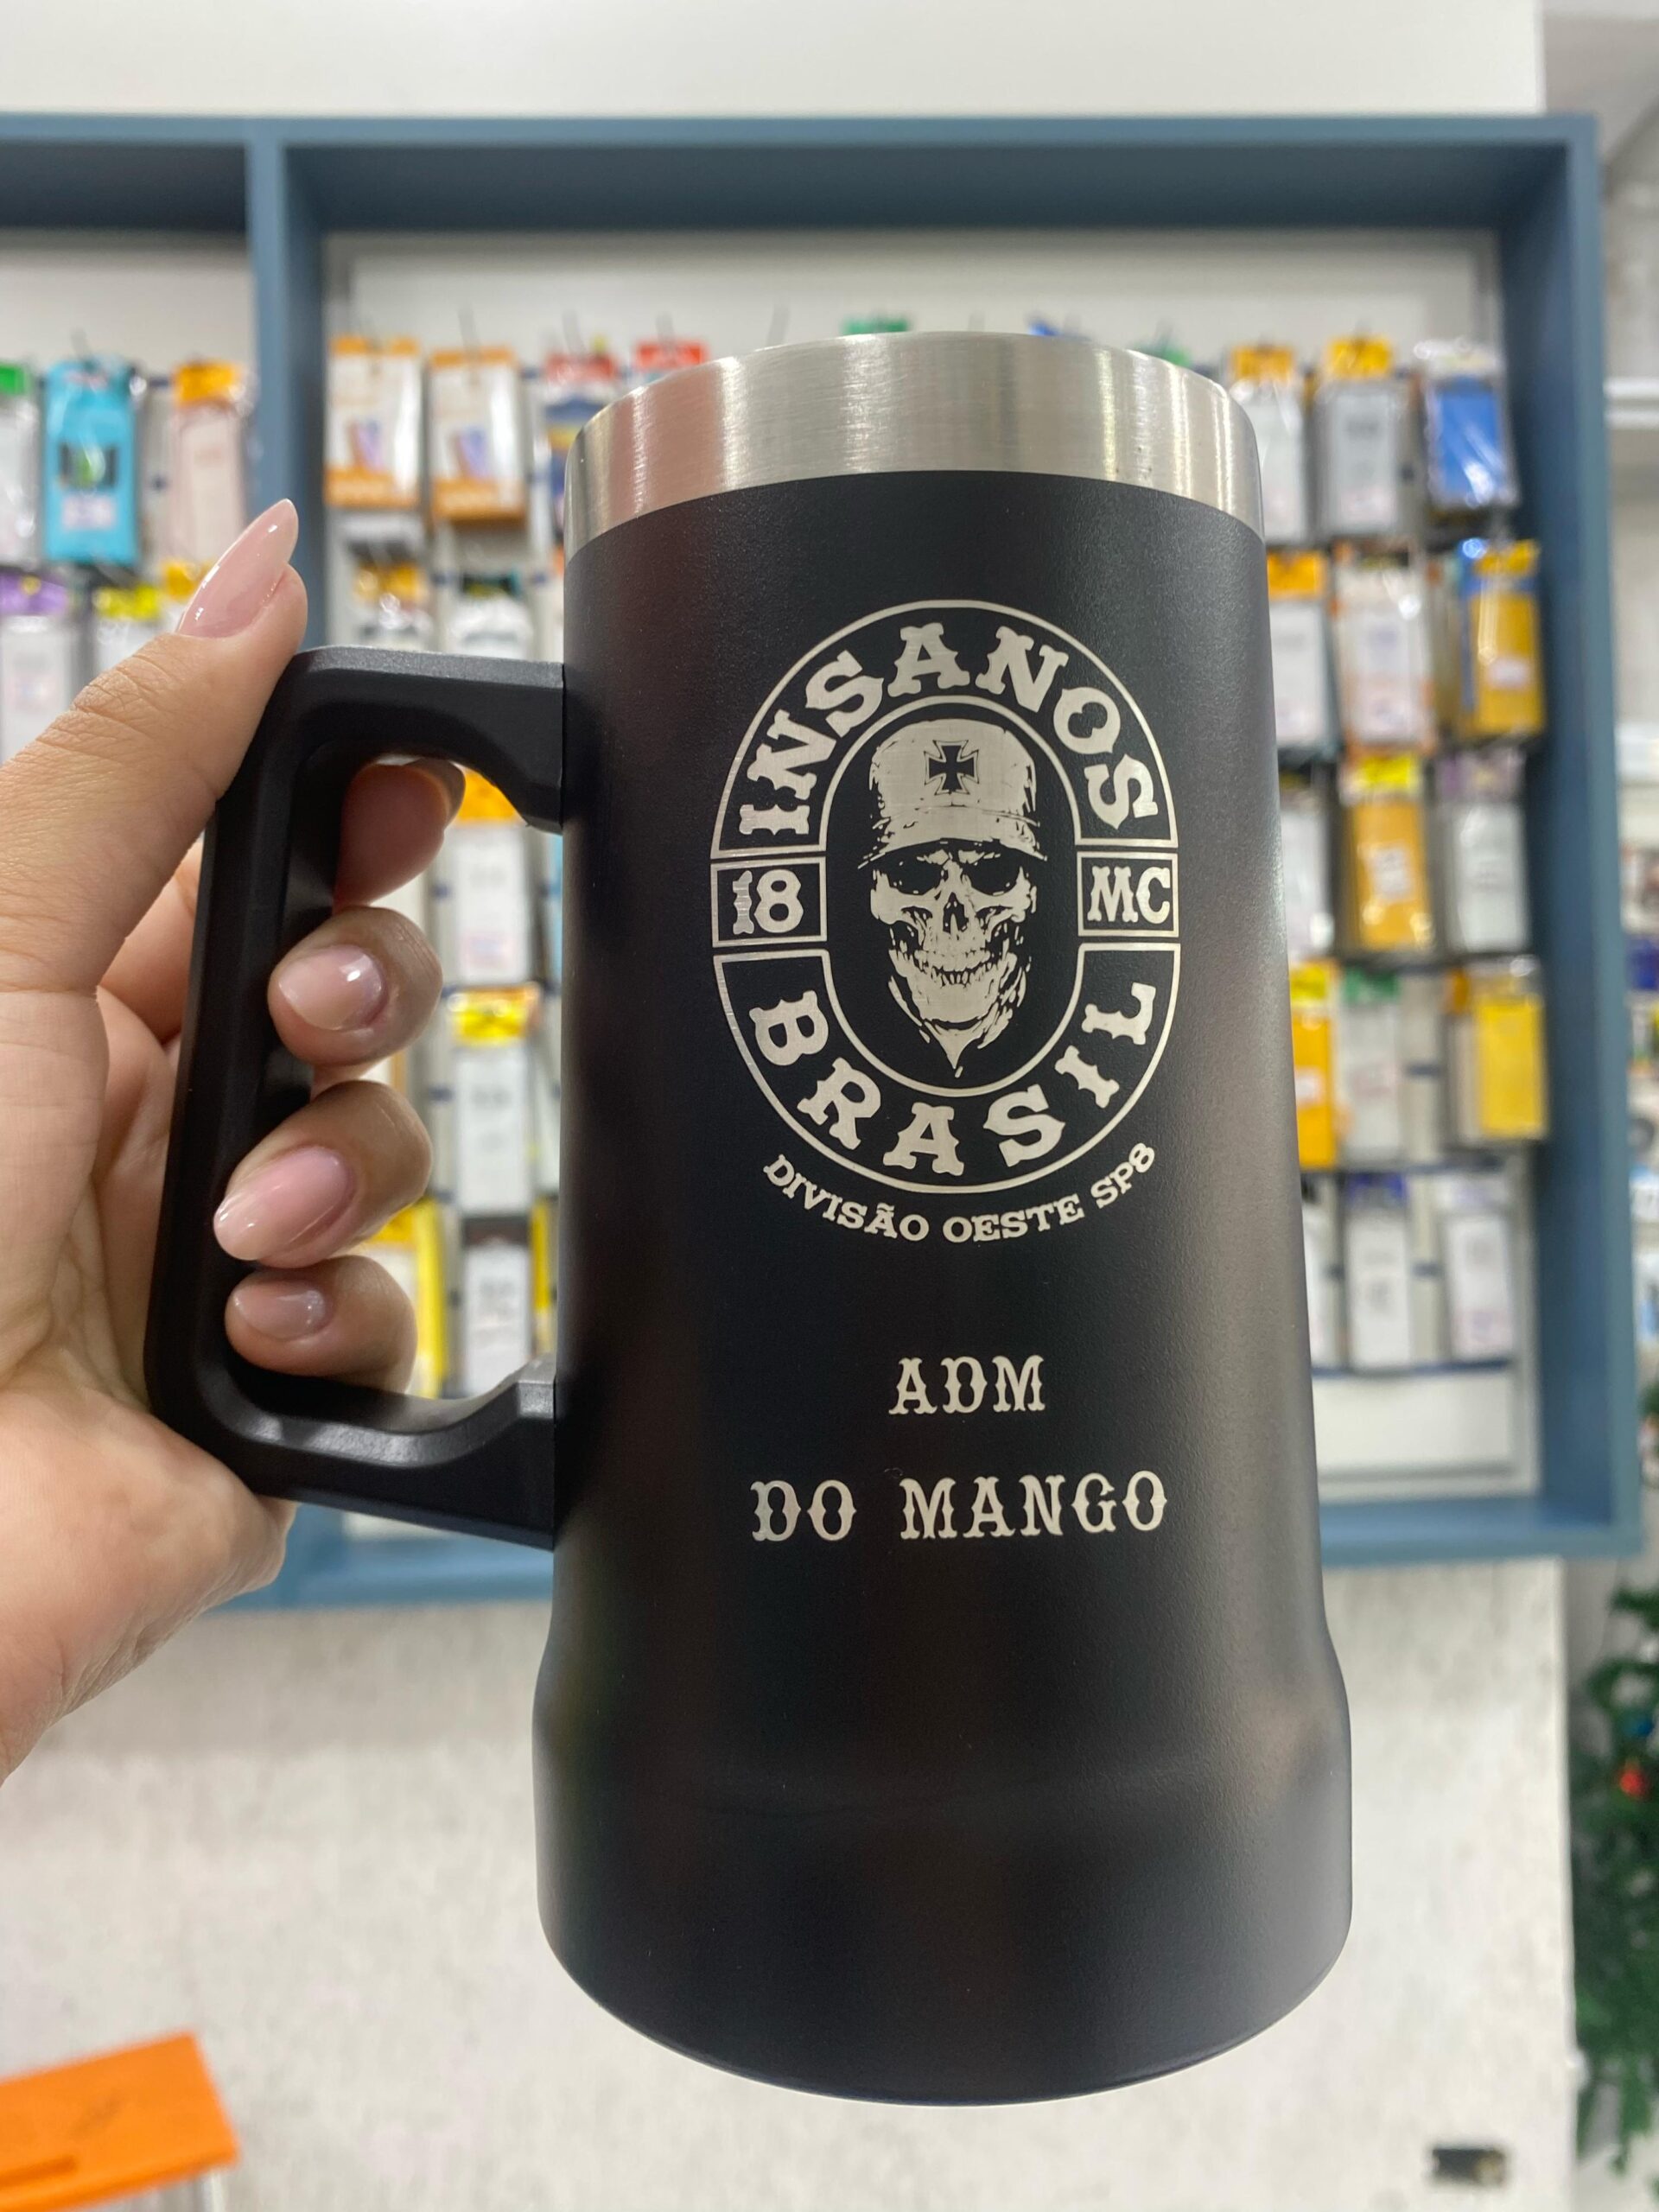 INSANOS
18
MC
BRASIL
DIVISÃO OESTE SP8
ADM
DO MANGO